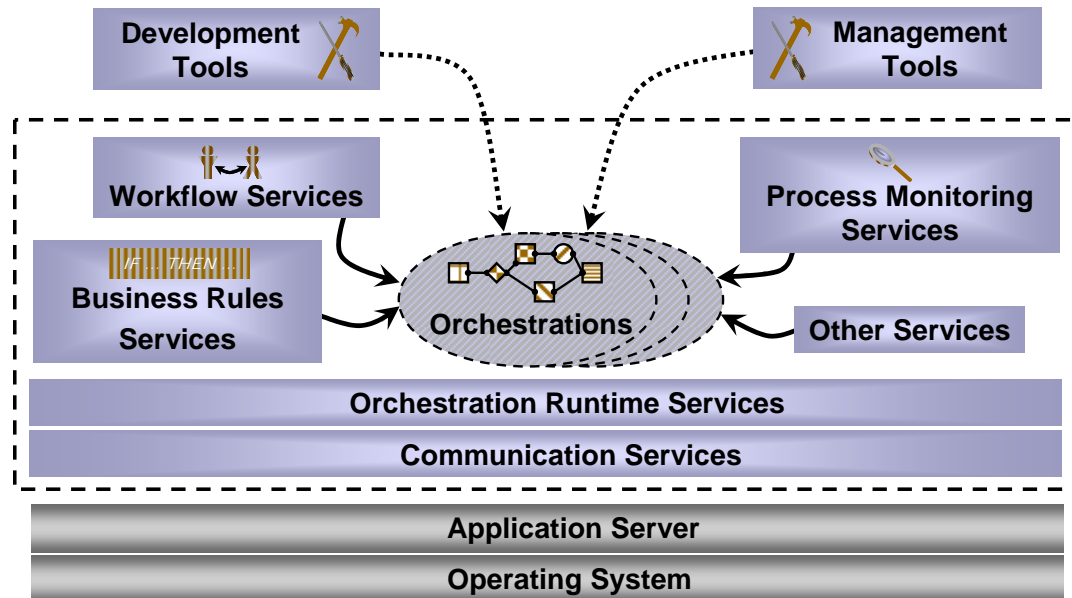 Development
Tools
Management
Tools
Workflow Services
Process Monitoring
Services
IF ... THEN ...
Business Rules
Services
Orchestrations
Other Services
Orchestration Runtime Services
Communication Services
Application Server
Operating System